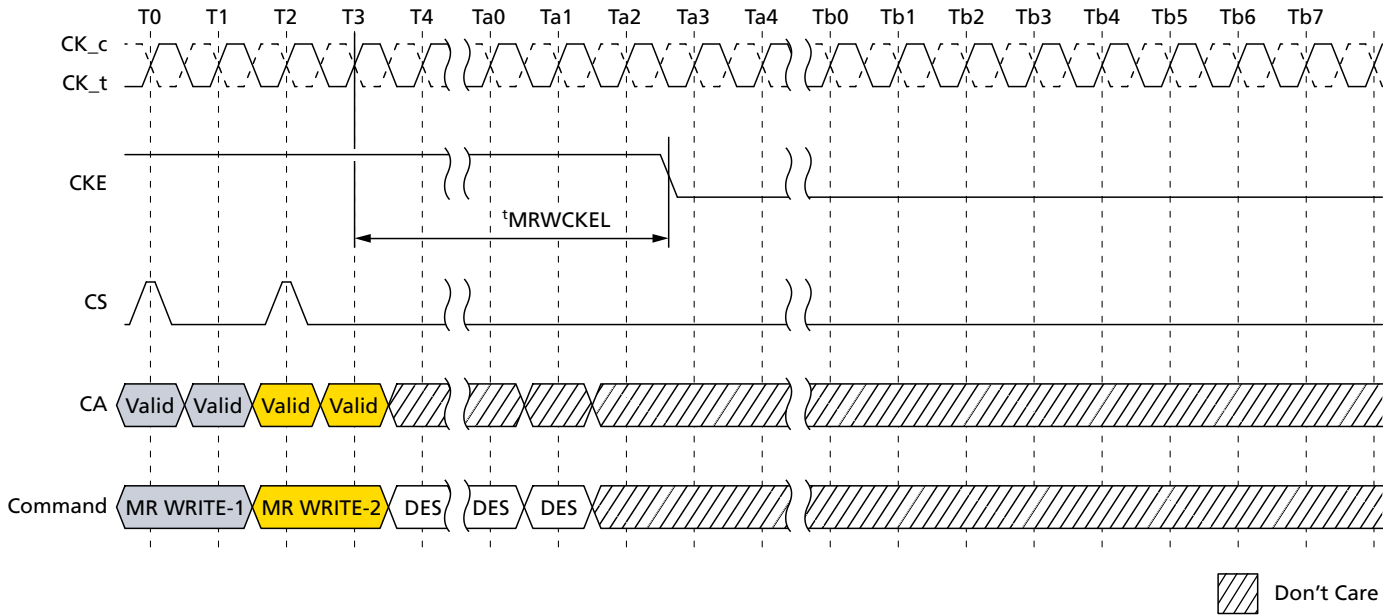 T0 T1 T2 T3 T4 Ta0 Ta1 Ta2 Ta3 Ta4 Tb0 Tb1 Tb2 Tb3 Tb4 Tb5 Tb6 Tb7
CK_c
CK_t
CKE
tMRWCKEL
CS
CA Valid Valid Valid Valid
Command MR WRITE-1 MR WRITE-2 DES DES DES
Don't Care